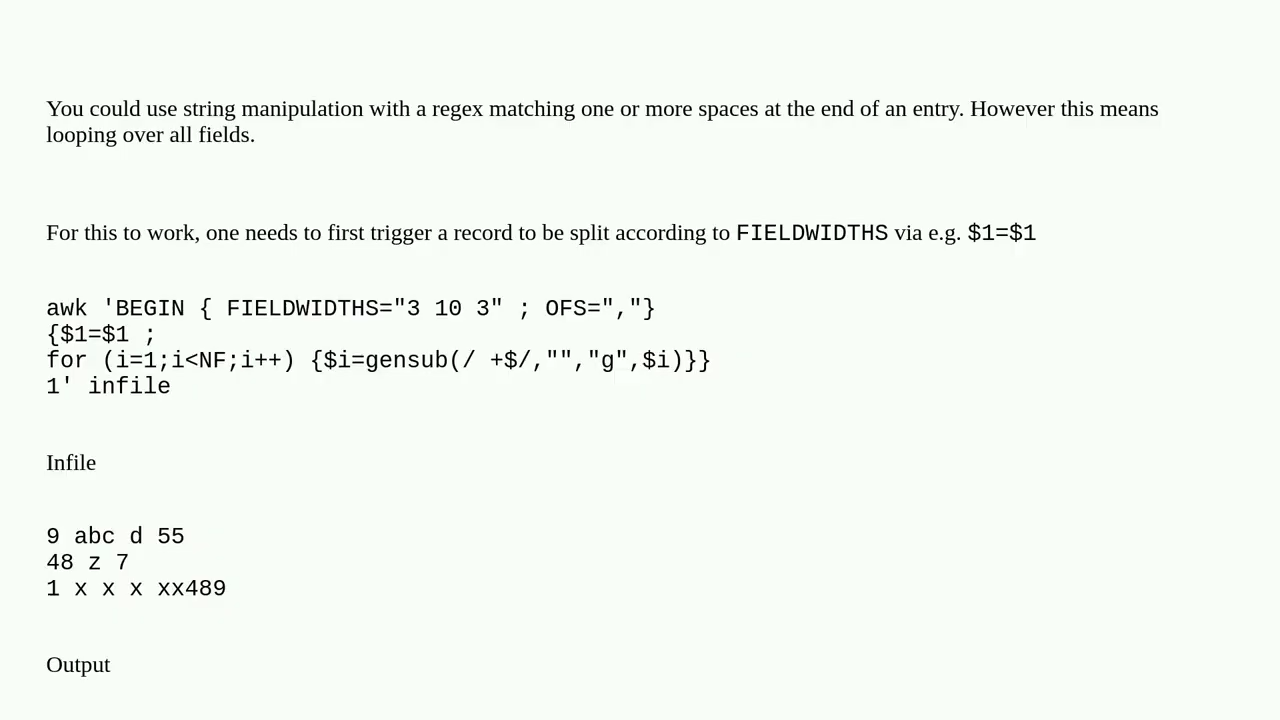 You could use string manipulation with a regex matching one or more spaces at the end of an entry. However this means
looping over all fields.
For this to work, one needs to first trigger a record to be split according to FIELDWIDTHS via e.g. $1=$1
awk 'BEGIN { FIELDWIDTHS="3 10 3" ; OFS=","}
{$1=$1 ;
for (i=1;i<NF;i++) {$i=gensub(/ +$/,"","g",$i)}}
1' infile
Infile
9 abc d 55
48 z 7
1 x x x xx489
Output